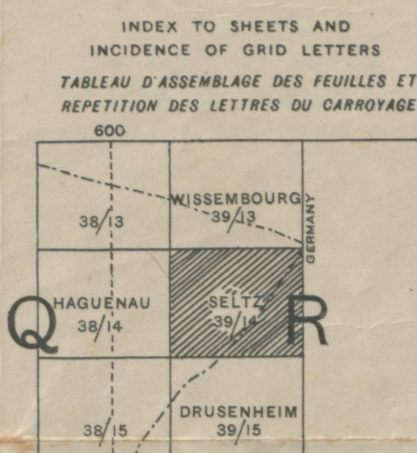 INDEX TO SHEETS AND
INCIDENCE OF GRID LETTERS
TABLEAU D'ASSEMBLAGE DES FEUILLES ET
REPETITION DES LETTRES DU CARROYAGE
600
WISSEMBOURG
38/13
39/13
GERMANY
Q
HAGUENAU
38/14
SELTZ
39/14
R
DRUSENHEIM
38/15
39/15